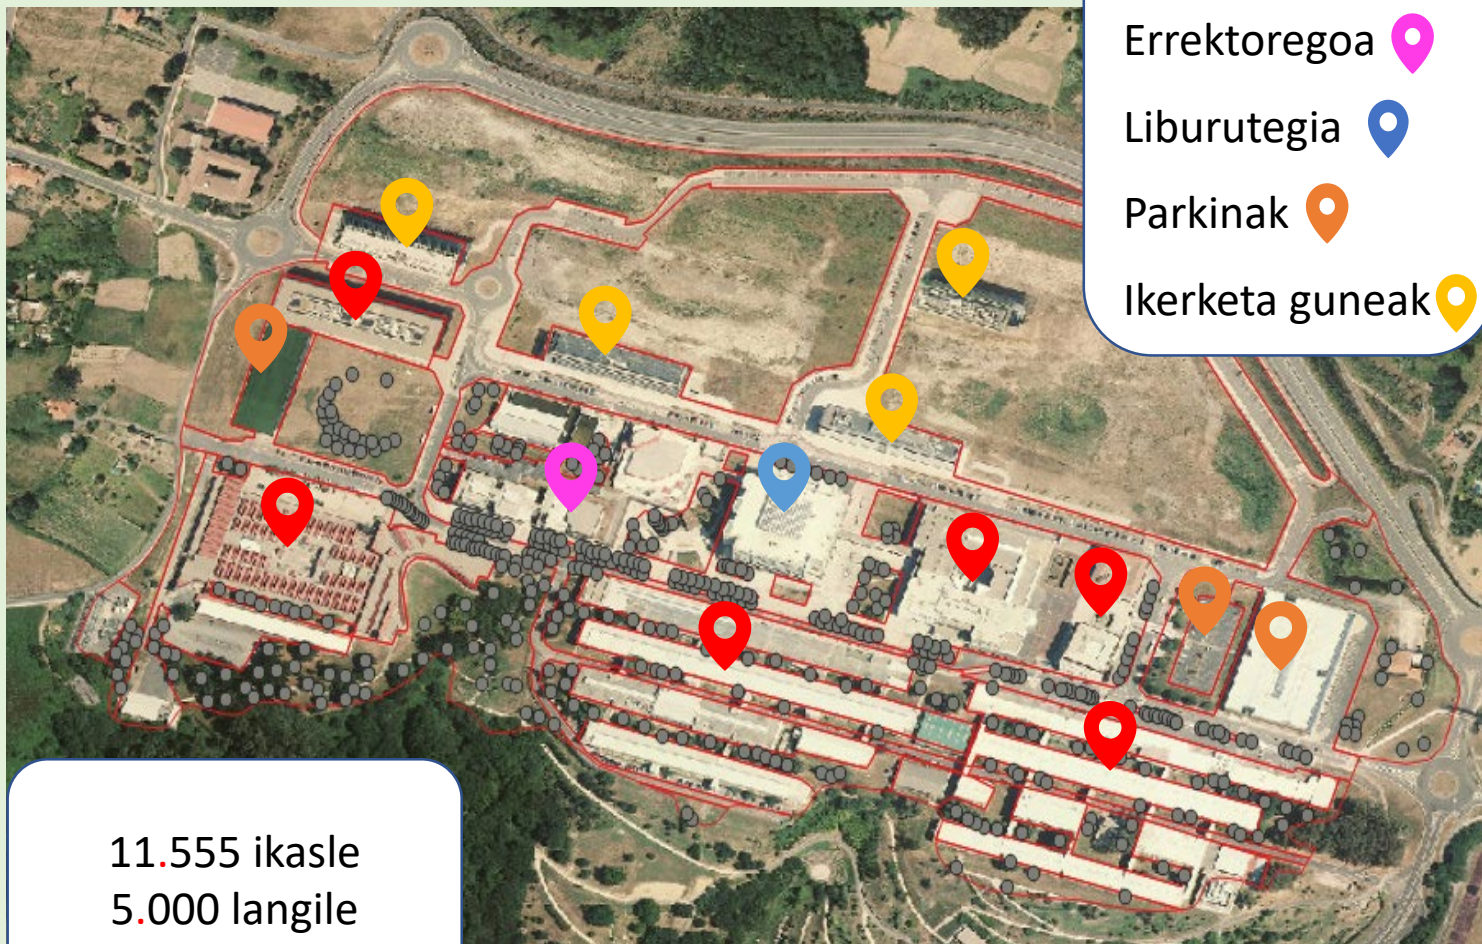 Errektoregoa
Liburutegia
Parkinak
Ikerketa guneak
11.555 ikasle
5.000 langile